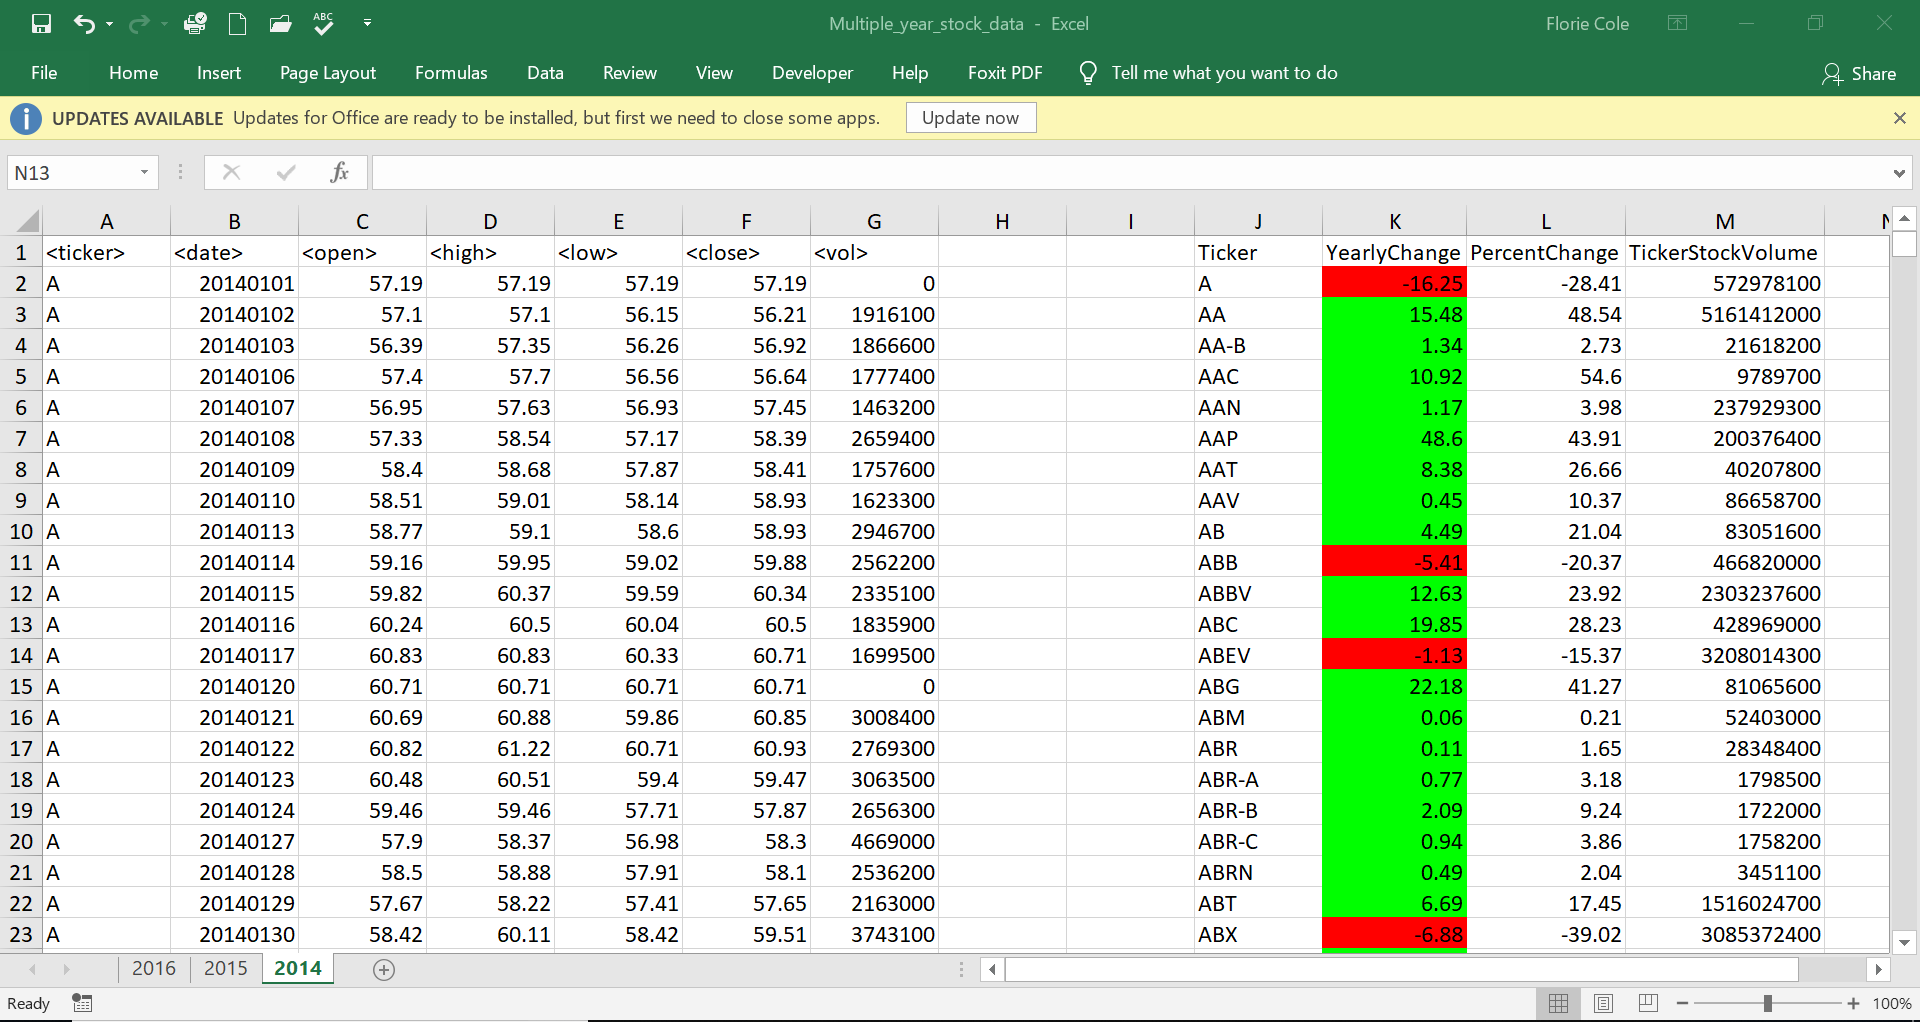 ABC
Multiple_year_stock_data - Excel
Florie Cole
File Home Insert Page Layout Formulas Data Review View Developer Help Foxit PDF Tell me what you want to do Share
UPDATES AVAILABLE Updates for Office are ready to be installed, but first we need to close some apps. Update now
N13 fx
A B C D E F G H I J K L M N
1 <ticker> <date> <open> <high> <low> <close> <vol> Ticker YearlyChange PercentChange TickerStockVolume
2 A 20140101 57.19 57.19 57.19 57.19 0 A -16.25 -28.41 572978100
3 A 20140102 57.1 57.1 56.15 56.21 1916100 AA 15.48 48.54 5161412000
4 A 20140103 56.39 57.35 56.26 56.92 1866600 AA-B 1.34 2.73 21618200
5 A 20140106 57.4 57.7 56.56 56.64 1777400 AAC 10.92 54.6 9789700
6 A 20140107 56.95 57.63 56.93 57.45 1463200 AAN 1.17 3.98 237929300
7 A 20140108 57.33 58.54 57.17 58.39 2659400 AAP 48.6 43.91 200376400
8 A 20140109 58.4 58.68 57.87 58.41 1757600 AAT 8.38 26.66 40207800
9 A 20140110 58.51 59.01 58.14 58.93 1623300 AAV 0.45 10.37 86658700
10 A 20140113 58.77 59.1 58.6 58.93 2946700 AB 4.49 21.04 83051600
11 A 20140114 59.16 59.95 59.02 59.88 2562200 ABB -5.41 -20.37 466820000
12 A 20140115 59.82 60.37 59.59 60.34 2335100 ABBV 12.63 23.92 2303237600
13 A 20140116 60.24 60.5 60.04 60.5 1835900 ABC 19.85 28.23 428969000
14 A 20140117 60.83 60.83 60.33 60.71 1699500 ABEV -1.13 -15.37 3208014300
15 A 20140120 60.71 60.71 60.71 60.71 0 ABG 22.18 41.27 81065600
16 A 20140121 60.69 60.88 59.86 60.85 3008400 ABM 0.06 0.21 52403000
17 A 20140122 60.82 61.22 60.71 60.93 2769300 ABR 0.11 1.65 28348400
18 A 20140123 60.48 60.51 59.4 59.47 3063500 ABR-A 0.77 3.18 1798500
19 A 20140124 59.46 59.46 57.71 57.87 2656300 ABR-B 2.09 9.24 1722000
20 A 20140127 57.9 58.37 56.98 58.3 4669000 ABR-C 0.94 3.86 1758200
21 A 20140128 58.5 58.88 57.91 58.1 2536200 ABRN 0.49 2.04 3451100
22 A 20140129 57.67 58.22 57.41 57.65 2163000 ABT 6.69 17.45 1516024700
23 A 20140130 58.42 60.11 58.42 59.51 3743100 ABX -6.88 -39.02 3085372400
2016 2015 2014
Ready 100%